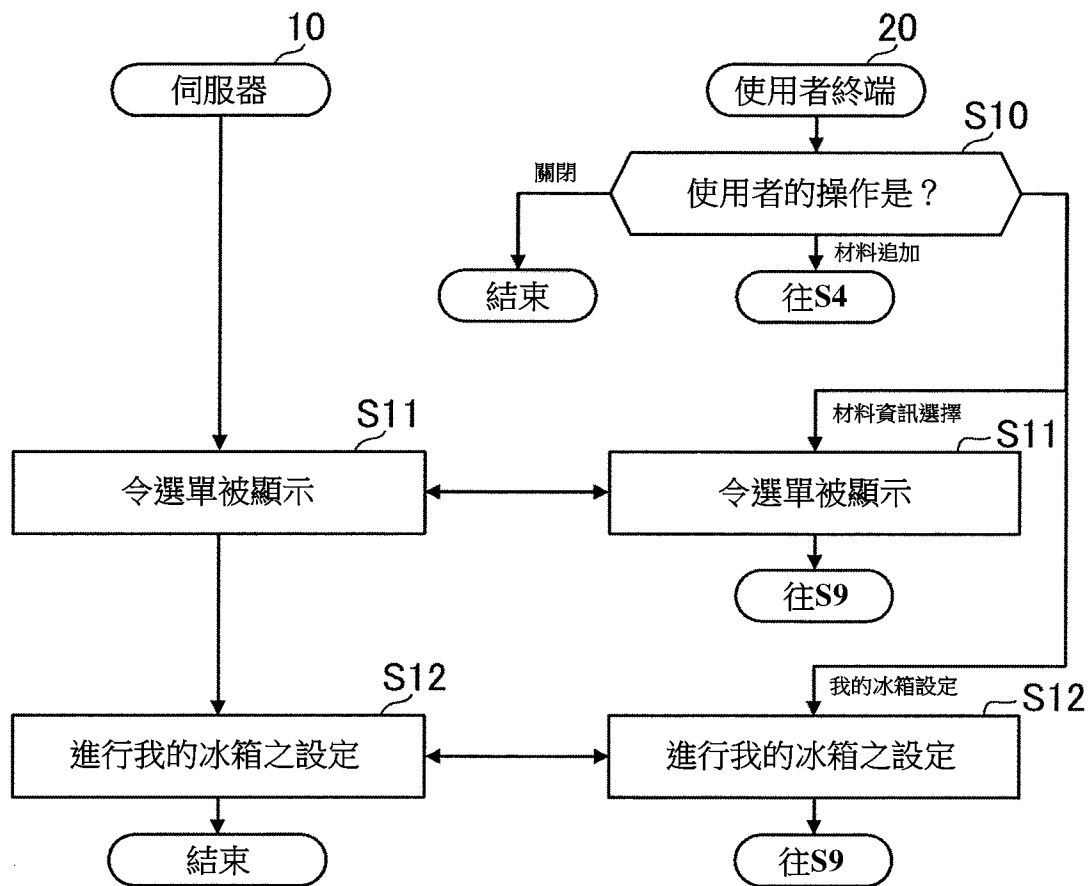 10
20
伺服器
使用者終端
S10
關閉
使用者的操作是？
材料追加
結束
往S4
材料資訊選擇
S11
S11
令選單被顯示
令選單被顯示
往S9
我的冰箱設定
S12
S12
進行我的冰箱之設定
進行我的冰箱之設定
結束
往S9